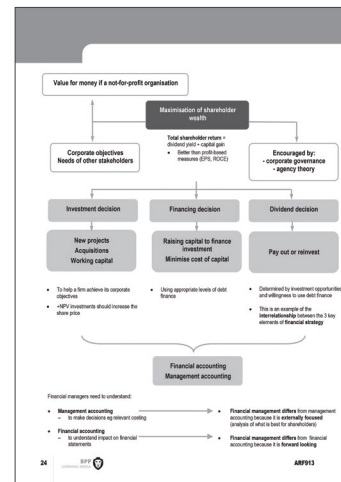 Value for money if a not-for-profit organisation
Maximisation of shareholder
wealth
Corporate objectives
Needs of other stakeholders
Total shareholder return =
dividend yield + capital gain
• Better than profit-based
measures (EPS, ROCE)
Encouraged by:
- corporate governance
- agency theory
Investment decision
Financing decision
Dividend decision
New projects
Acquisitions
Working capital
Raising capital to finance
investment
Minimise cost of capital
Pay out or reinvest
• To help a firm achieve its corporate
objectives
• +NPV investments should increase the
share price
• Using appropriate levels of debt
finance
• Determined by investment opportunities
and willingness to use debt finance
• This is an example of the
interrelationship between the 3 key
elements of financial strategy
Financial accounting
Management accounting
Financial managers need to understand:
• Management accounting
– to make decisions eg relevant costing
• Financial management differs from management
accounting because it is externally focused
(analysis of what is best for shareholders)
• Financial accounting
– to understand impact on financial
statements
• Financial management differs from financial
accounting because it is forward looking
24
BPP
LEARNING MEDIA
ARF913